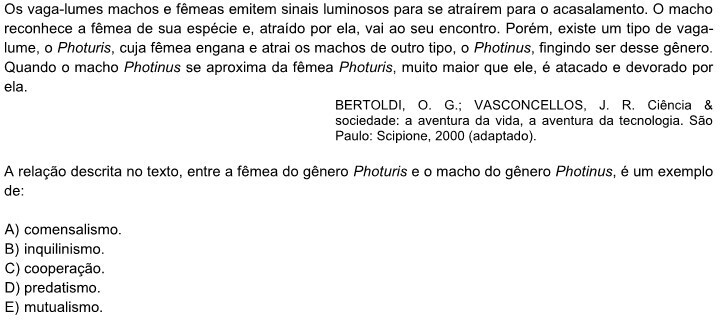 Os vaga-lumes machos e fêmeas emitem sinais luminosos para se atraírem para o acasalamento. O macho
reconhece a fêmea de sua espécie e, atraído por ela, vai ao seu encontro. Porém, existe um tipo de vaga-
lume, o Photuris, cuja fêmea engana e atrai os machos de outro tipo, o Photinus, fingindo ser desse gênero.
Quando o macho Photinus se aproxima da fêmea Photuris, muito maior que ele, é atacado e devorado por
ela.
BERTOLDI, O. G.; VASCONCELLOS, J. R. Ciência &
sociedade: a aventura da vida, a aventura da tecnologia. São
Paulo: Scipione, 2000 (adaptado).
A relação descrita no texto, entre a fêmea do gênero Photuris e o macho do gênero Photinus, é um exemplo
de:
A) comensalismo.
B) inquilinismo.
C) cooperação.
D) predatismo.
E) mutualismo.